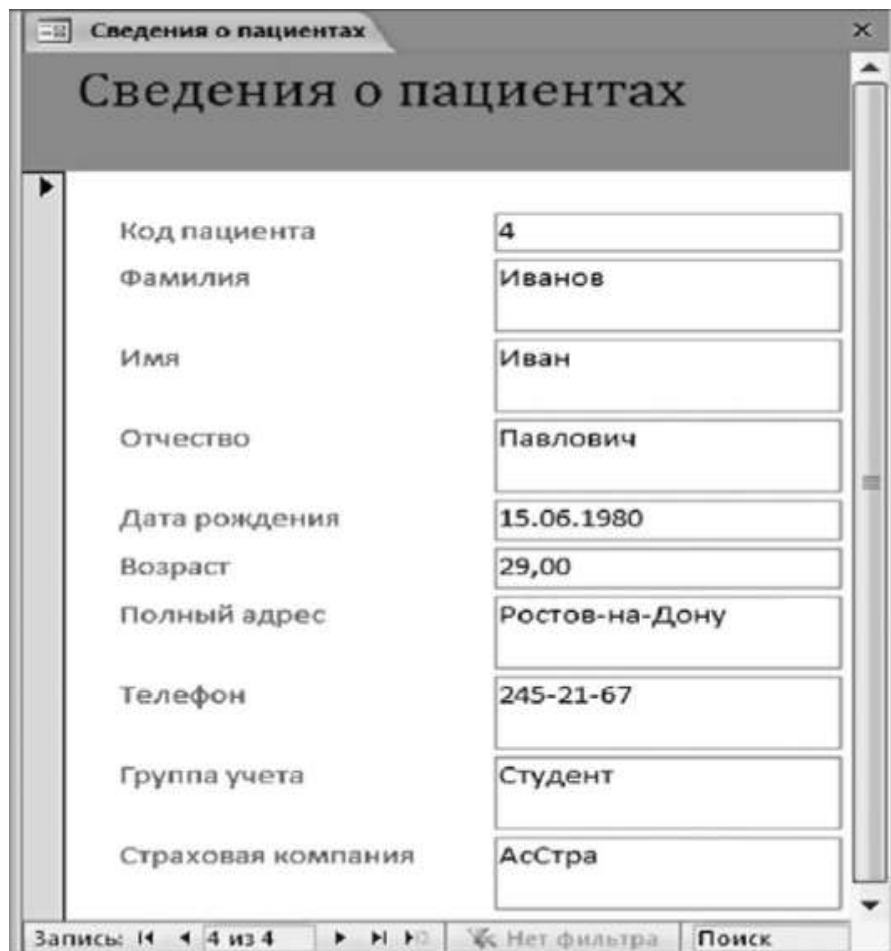 Сведения о пациентах
Сведения о пациентах
Код пациента 4
Фамилия Иванов
Имя Иван
Отчество Павлович
Дата рождения 15.06.1980
Возраст 29,00
Полный адрес Ростов-на-Дону
Телефон 245-21-67
Группа учета Студент
Страховая компания АсСтра
Запись: 4 из 4 Нет фильтра Поиск